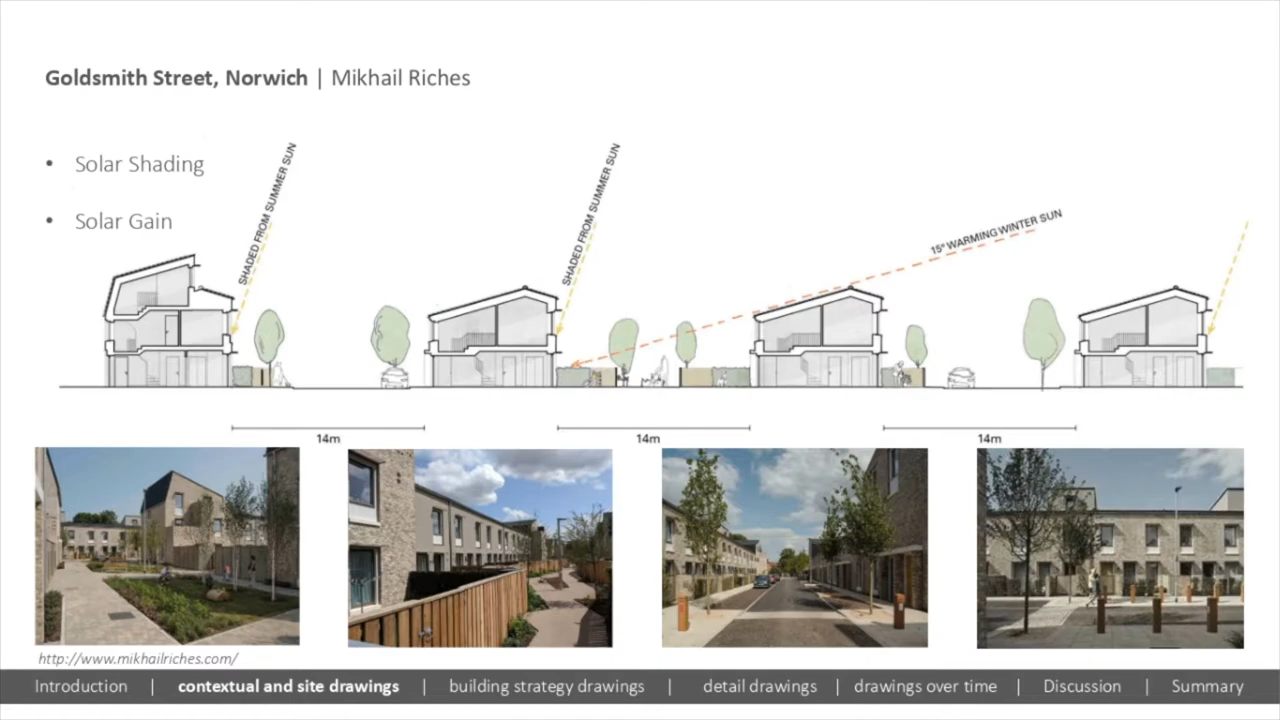 Goldsmith Street, Norwich | Mikhail Riches
• Solar Shading
• Solar Gain
SHADED FROM SUMMER SUN
SHADED FROM SUMMER SUN
15° WARMING WINTER SUN
14m
14m
14m
http://www.mikhailriches.com/
Introduction | contextual and site drawings | building strategy drawings | detail drawings | drawings over time | Discussion | Summary